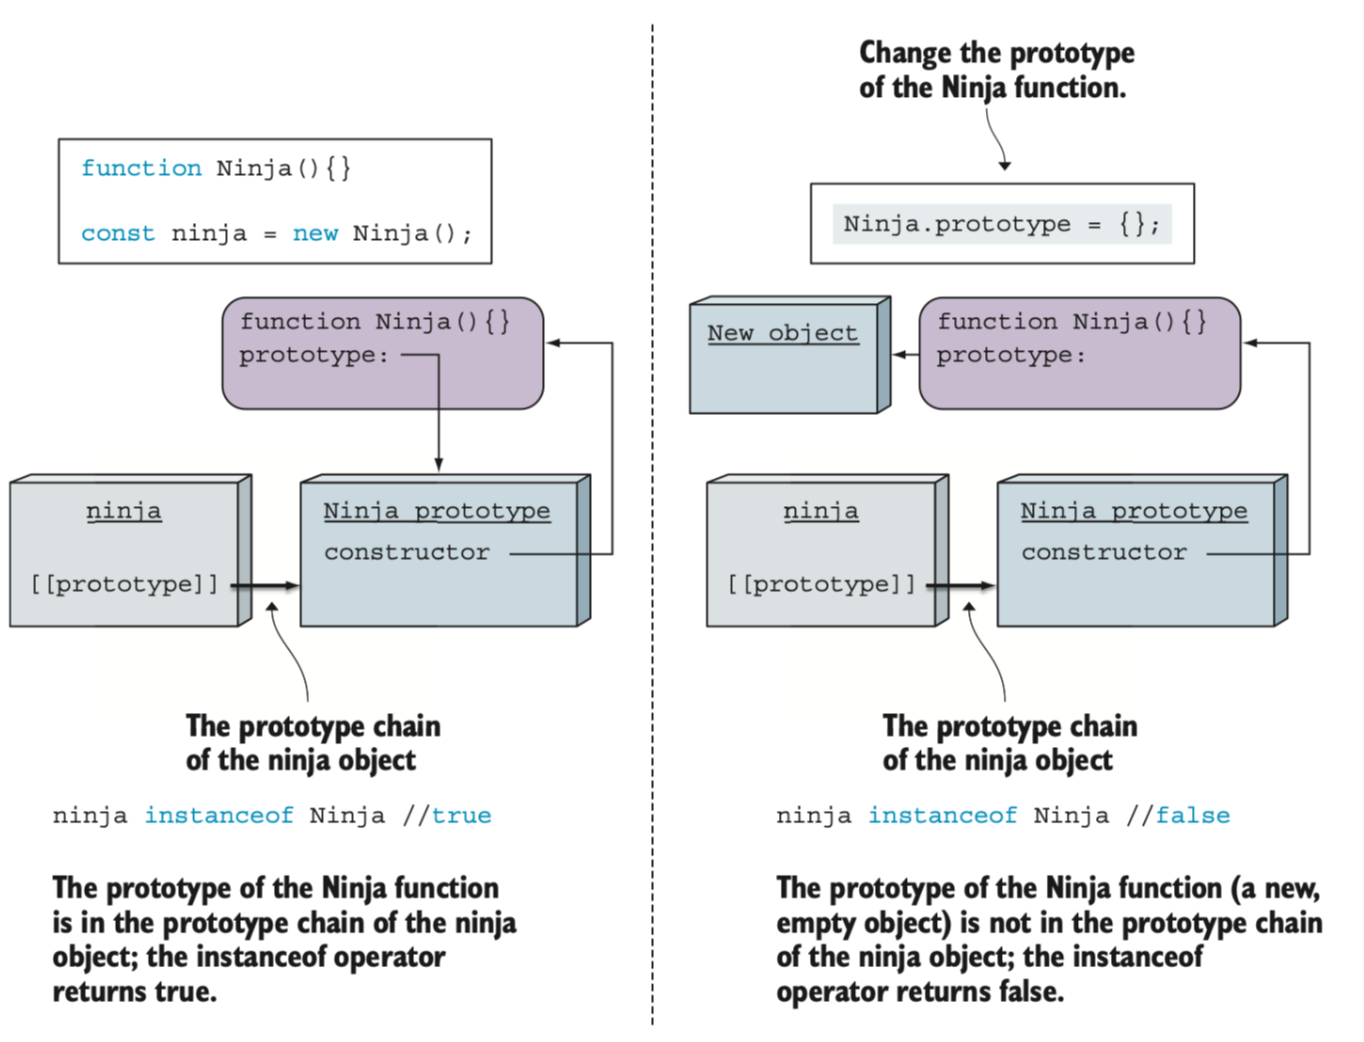 function Ninja(){}
const ninja = new Ninja();
function Ninja(){}
prototype:
ninja
[[prototype]]
Ninja prototype
constructor
The prototype chain
of the ninja object
ninja instanceof Ninja //true
The prototype of the Ninja function
is in the prototype chain of the ninja
object; the instanceof operator
returns true.
Change the prototype
of the Ninja function.
Ninja.prototype = {};
New object
function Ninja(){}
prototype:
ninja
[[prototype]]
Ninja prototype
constructor
The prototype chain
of the ninja object
ninja instanceof Ninja //false
The prototype of the Ninja function (a new,
empty object) is not in the prototype chain
of the ninja object; the instanceof
operator returns false.